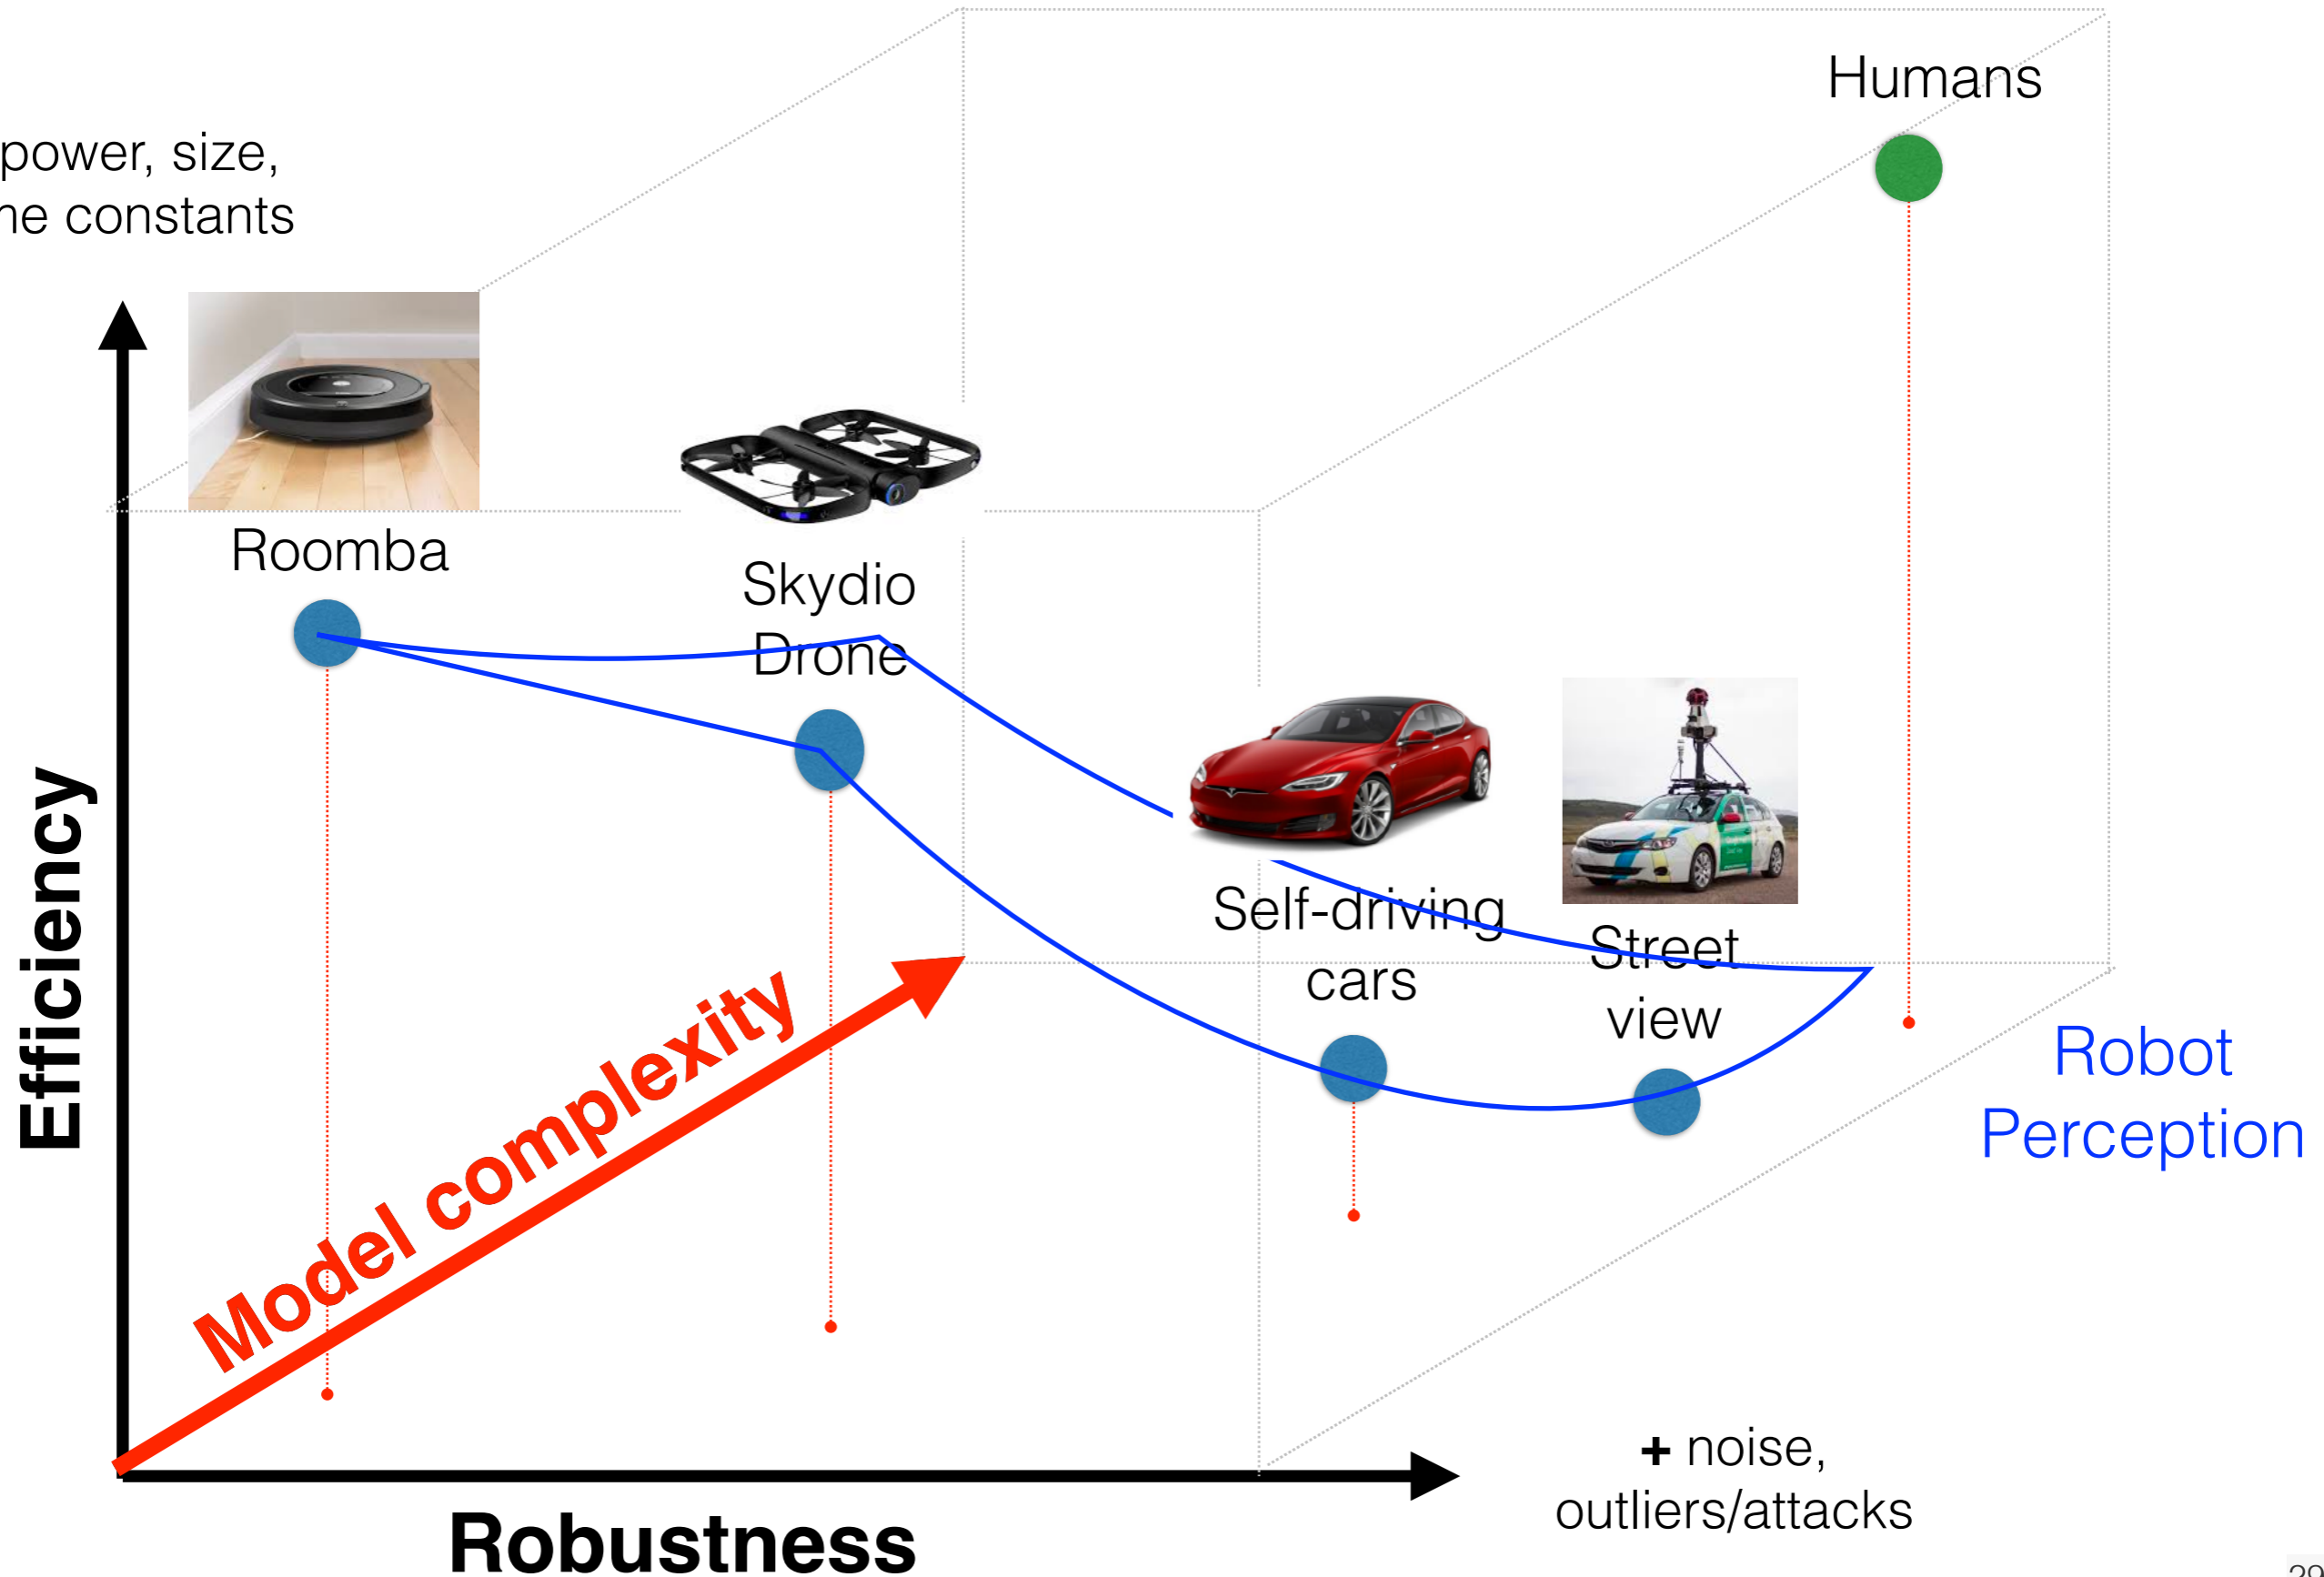 Humans
power, size,
me constants
Roomba
Skydio
Drone
Self-driving
cars
Street
view
Robot
Perception
Efficiency
Model complexity
+ noise,
outliers/attacks
Robustness